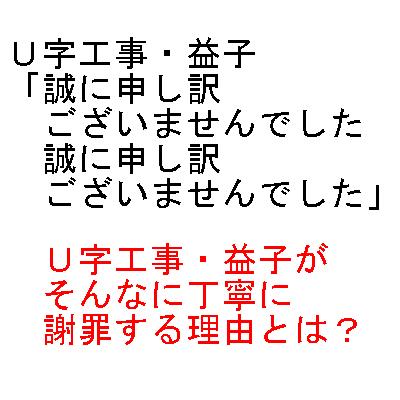 U字工事・益子
「誠に申し訳
ございませんでした
誠に申し訳
ございませんでした」
U字工事・益子が
そんなに丁寧に
謝罪する理由とは？